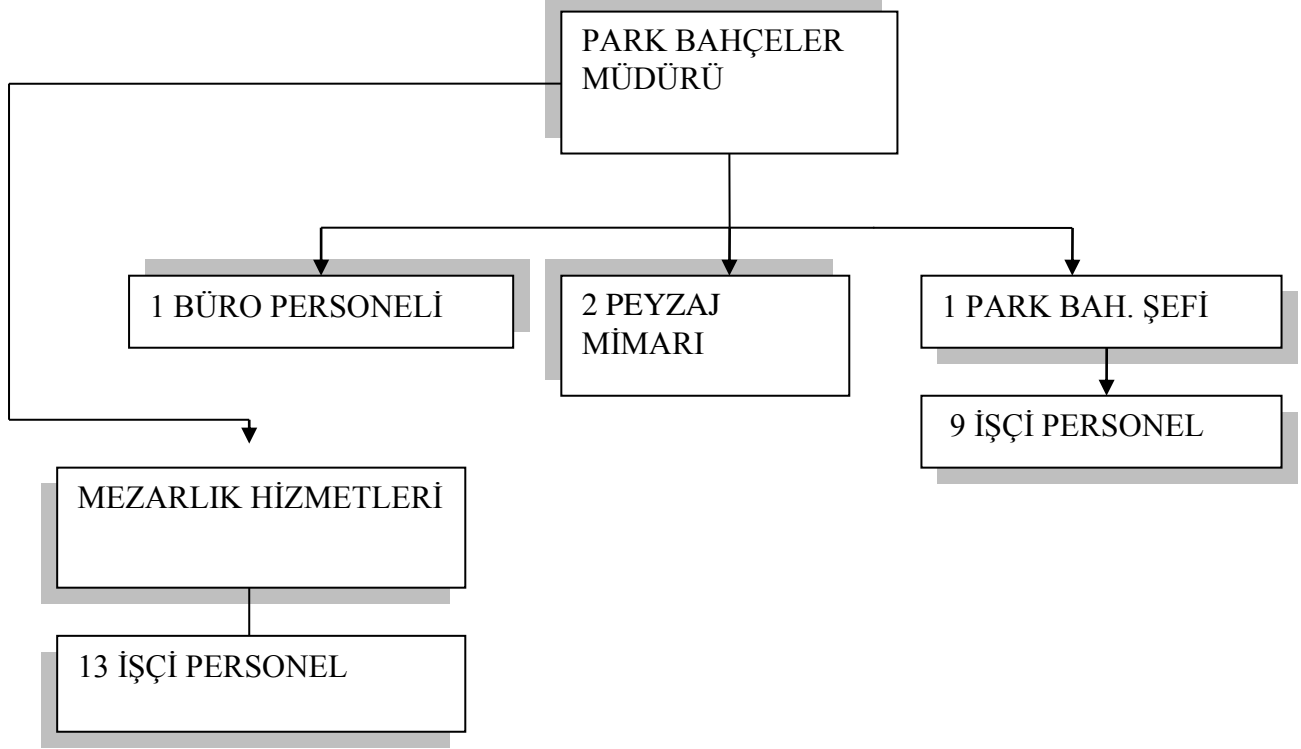 PARK BAHÇELER
MÜDÜRÜ
1 BÜRO PERSONELİ
2 PEYZAJ
MİMARI
1 PARK BAH. ŞEFİ
9 İŞÇİ PERSONEL
MEZARLIK HİZMETLERİ
13 İŞÇİ PERSONEL